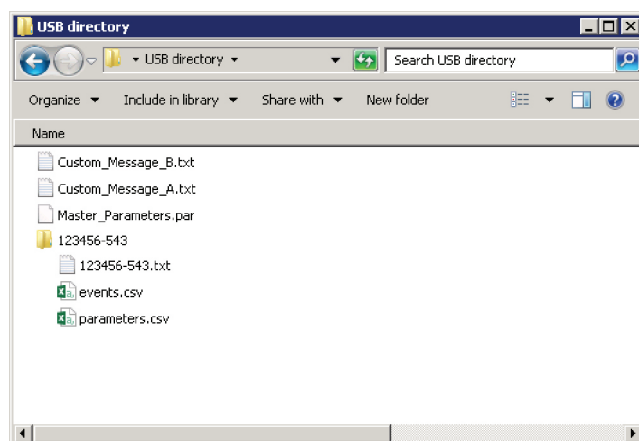 USB directory
USB directory
Search USB directory
Organize Include in library Share with New folder
Name
Custom_Message_B.txt
Custom_Message_A.txt
Master_Parameters.par
123456-543
123456-543.txt
events.csv
parameters.csv